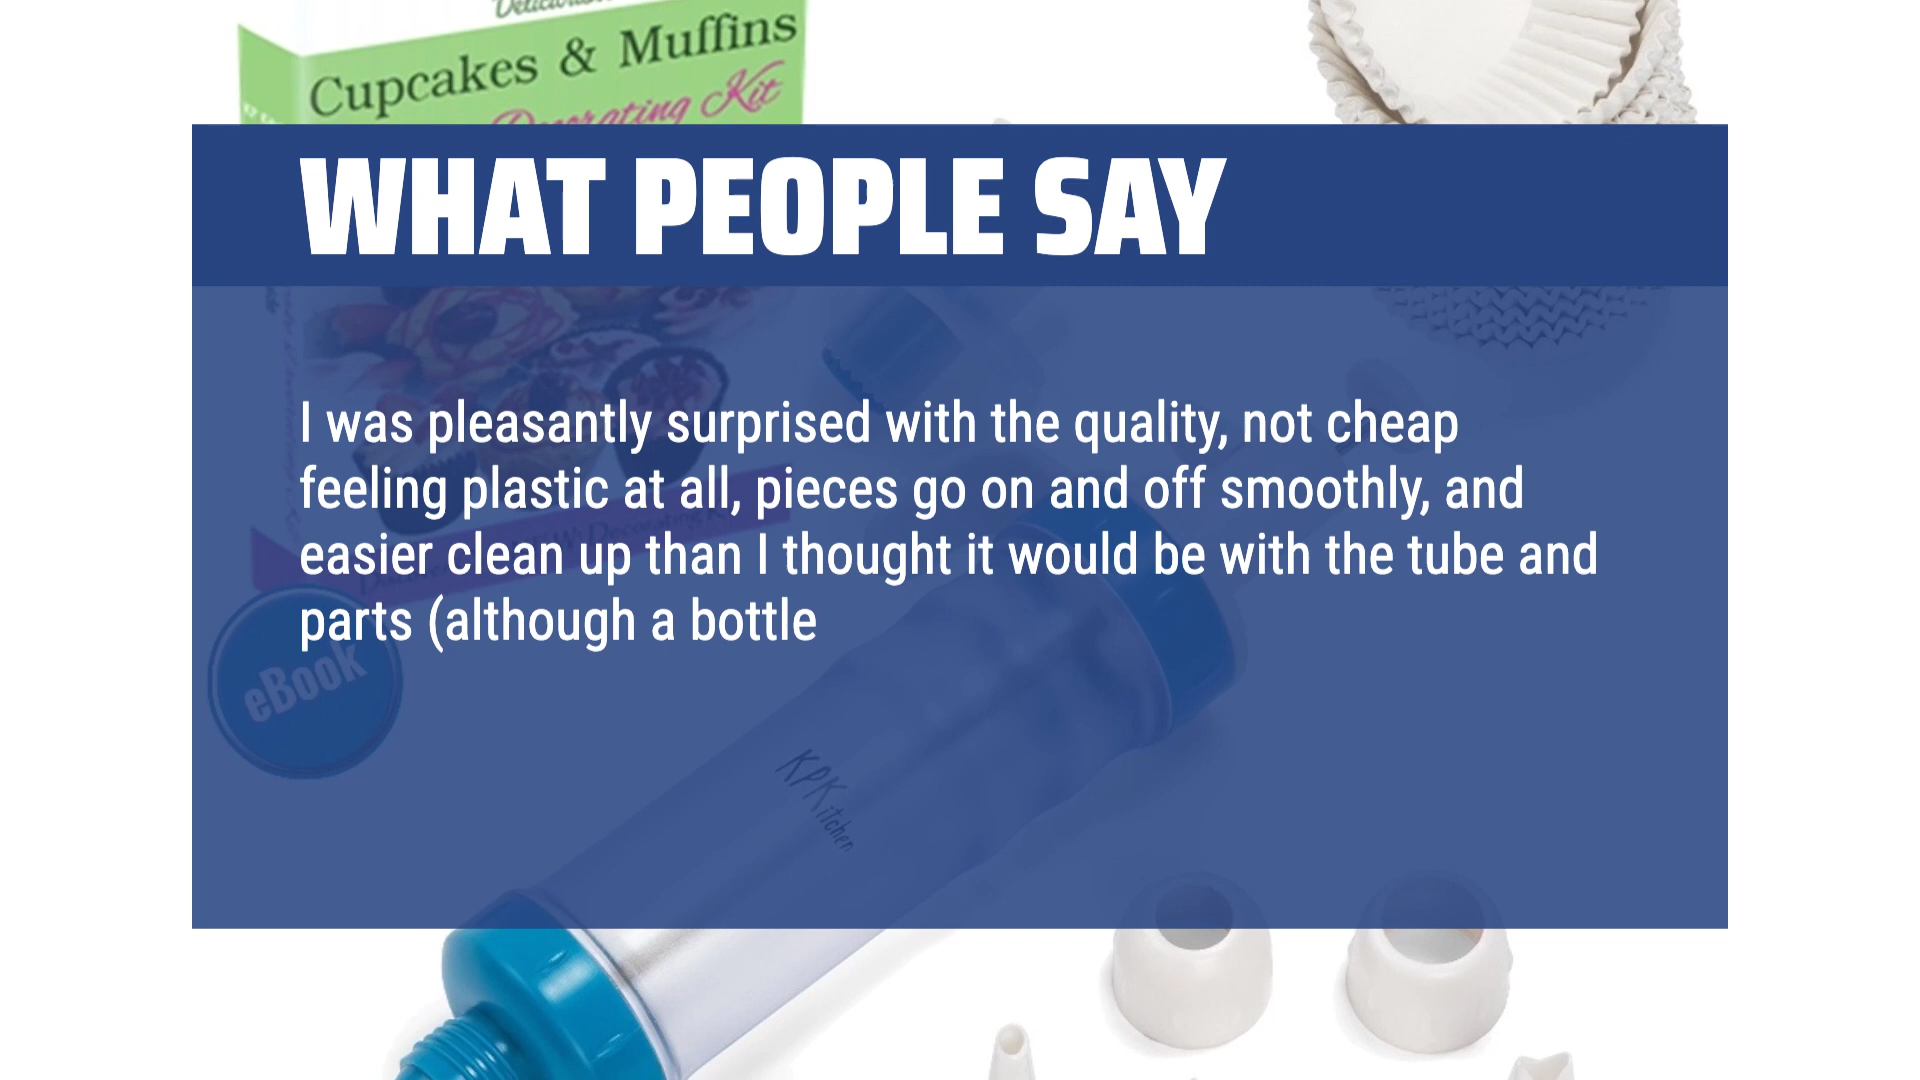 Cupcakes & Muffins
Decorating Kit
WHAT PEOPLE SAY
I was pleasantly surprised with the quality, not cheap
feeling plastic at all, pieces go on and off smoothly, and
easier clean up than I thought it would be with the tube and
parts (although a bottle
eBook
KPKitchen